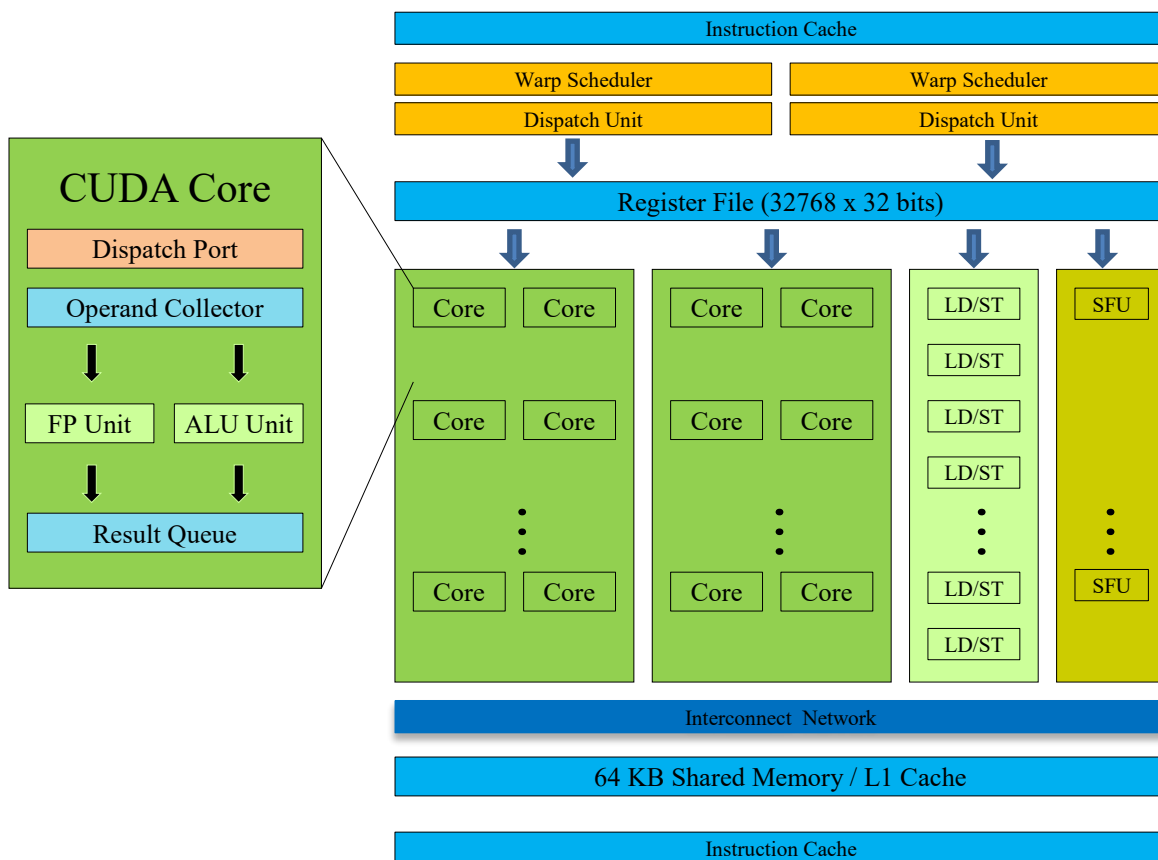 Instruction Cache
Warp Scheduler Warp Scheduler
Dispatch Unit Dispatch Unit
Register File (32768 x 32 bits)
CUDA Core
Dispatch Port
Operand Collector
FP Unit ALU Unit
Result Queue
Core Core Core Core LD/ST SFU
LD/ST
Core Core Core Core LD/ST
LD/ST
Core Core Core Core LD/ST SFU
LD/ST
Interconnect Network
64 KB Shared Memory / L1 Cache
Instruction Cache